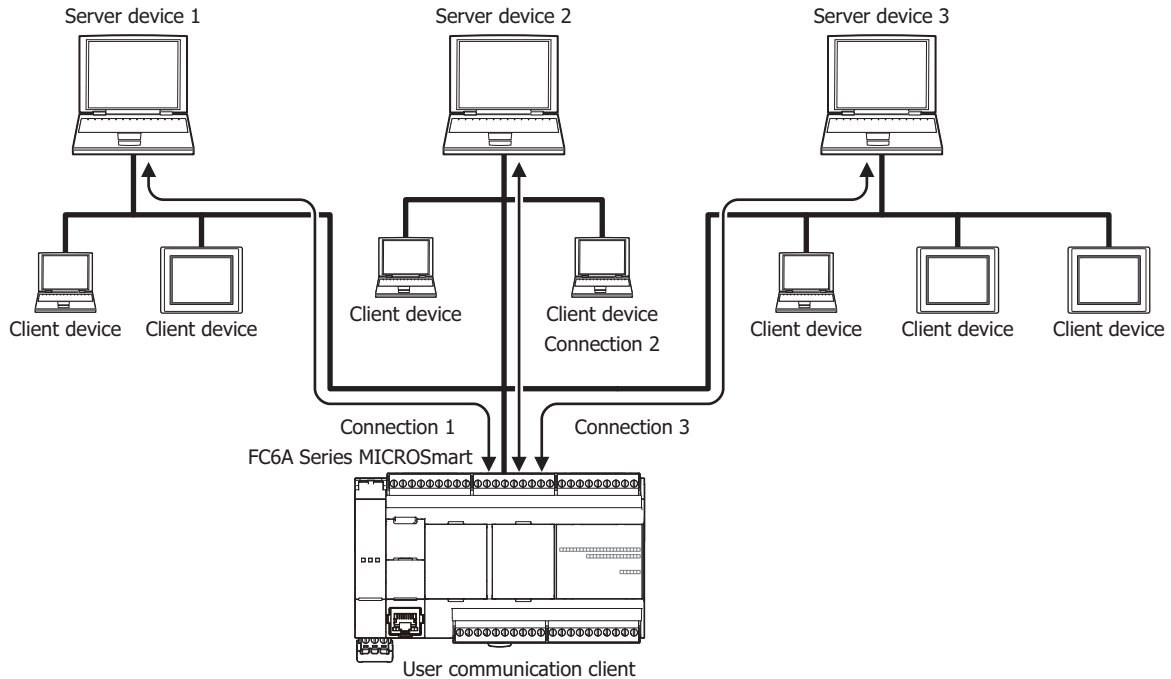 Server device 1
Server device 2
Server device 3
Client device
Client device
Client device
Client device
Client device
Client device
Client device
Connection 2
Connection 1
Connection 3
FC6A Series MICROSmart
User communication client